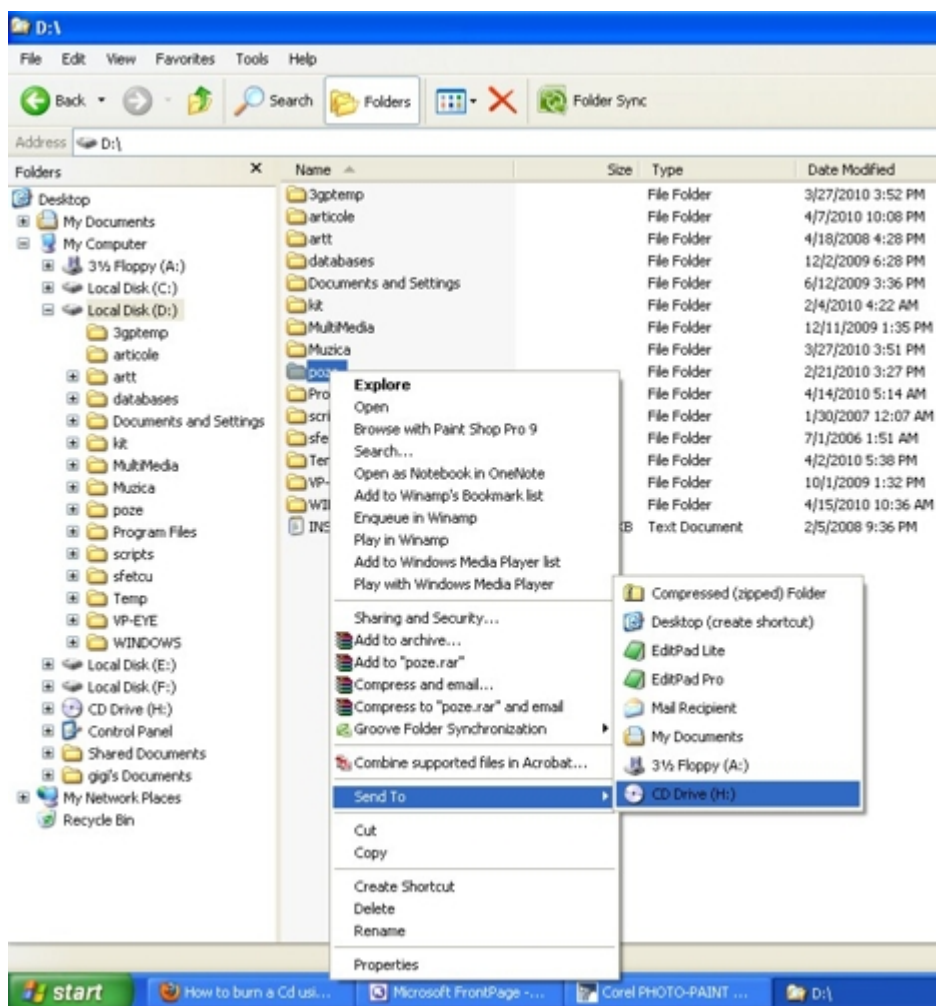 D:\
File Edit View Favorites Tools Help
Back Search Folders Folder Sync
Address D:\
Folders X
Desktop
My Documents
My Computer
3½ Floppy (A:)
Local Disk (C:)
Local Disk (D:)
3gptemp
articole
artt
databases
Documents and Settings
kit
MultiMedia
Muzica
poze
Program Files
scripts
sfetcu
Temp
VP-EYE
WINDOWS
Local Disk (E:)
Local Disk (F:)
CD Drive (H:)
Control Panel
Shared Documents
gigi's Documents
My Network Places
Recycle Bin
Name Size Type Date Modified
3gptemp File Folder 3/27/2010 3:52 PM
articole File Folder 4/7/2010 10:08 PM
artt File Folder 4/18/2008 4:28 PM
databases File Folder 12/2/2009 6:28 PM
Documents and Settings File Folder 6/12/2009 3:36 PM
kit File Folder 2/4/2010 4:22 AM
MultiMedia File Folder 12/11/2009 1:35 PM
Muzica File Folder 3/27/2010 3:51 PM
poze File Folder 2/21/2010 3:27 PM
Pro File Folder 4/14/2010 5:14 AM
scri File Folder 1/30/2007 12:07 AM
sfe File Folder 7/1/2006 1:51 AM
Ter File Folder 4/2/2010 5:38 PM
VP- File Folder 10/1/2009 1:32 PM
WI File Folder 4/15/2010 10:36 AM
INS KB Text Document 2/5/2008 9:36 PM
Explore
Open
Browse with Paint Shop Pro 9
Search...
Open as Notebook in OneNote
Add to Winamp's Bookmark list
Enqueue in Winamp
Play in Winamp
Add to Windows Media Player list
Play with Windows Media Player
Sharing and Security...
Add to archive...
Add to "poze.rar"
Compress and email...
Compress to "poze.rar" and email
Groove Folder Synchronization
Combine supported files in Acrobat...
Send To
Cut
Copy
Create Shortcut
Delete
Rename
Properties
Compressed (zipped) Folder
Desktop (create shortcut)
EditPad Lite
EditPad Pro
Mail Recipient
My Documents
3½ Floppy (A:)
CD Drive (H:)
start How to burn a Cd usi... Microsoft FrontPage -... Corel PHOTO-PAINT ... D:\